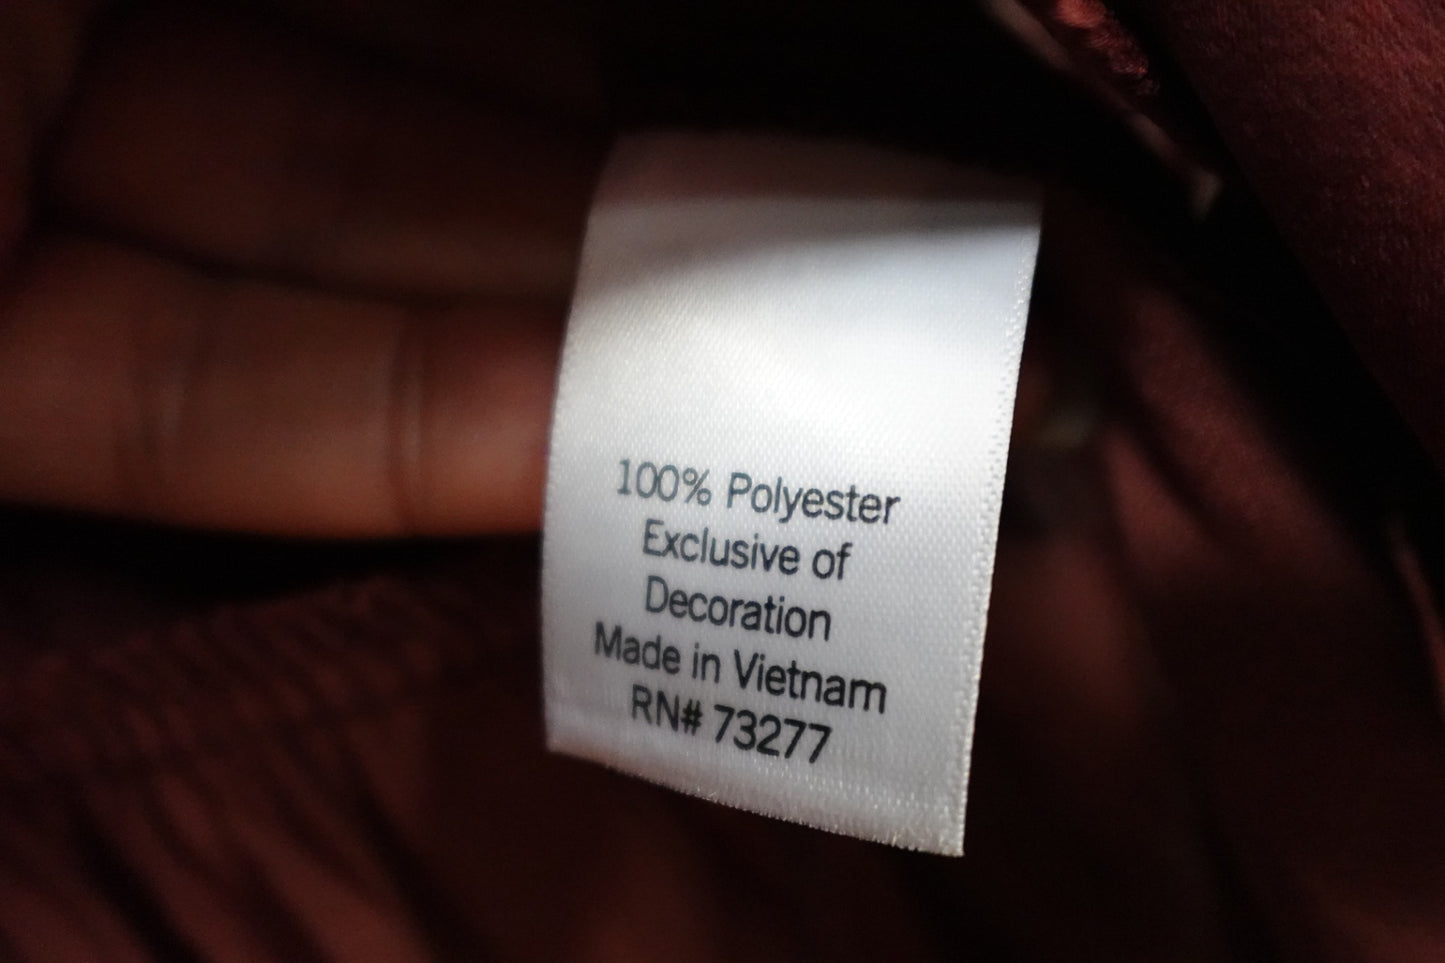 100% Polyester
Exclusive of
Decoration
Made in Vietnam
RN# 73277